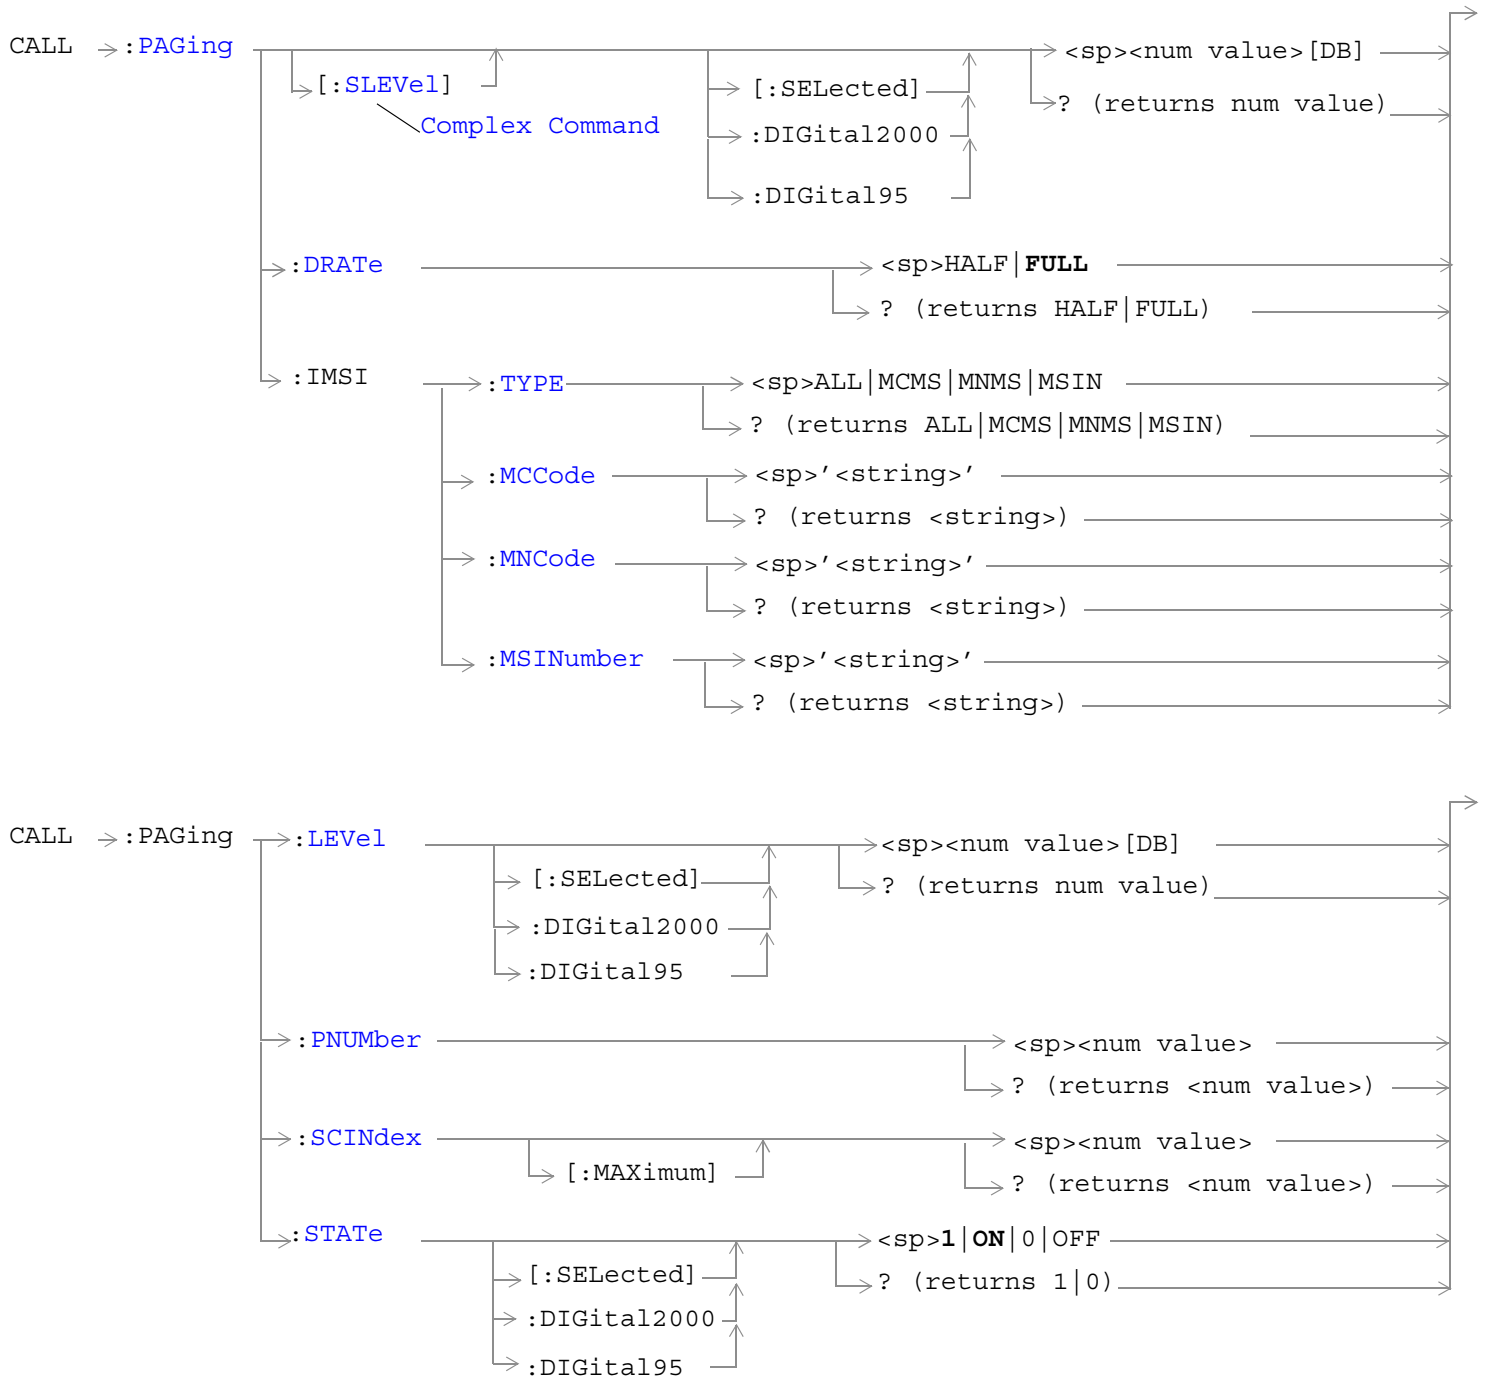 CALL :PAGing <sp><num value>[DB]
[:SLEVel] [:SELected] ? (returns num value)
Complex Command :DIGital2000
:DIGital95
:DRATe <sp>HALF|FULL
? (returns HALF|FULL)
:IMSI :TYPE <sp>ALL|MCMS|MNMS|MSIN
? (returns ALL|MCMS|MNMS|MSIN)
:MCCode <sp>’<string>’
? (returns <string>)
:MNCode <sp>’<string>’
? (returns <string>)
:MSINumber <sp>’<string>’
? (returns <string>)
CALL :PAGing :LEVel <sp><num value>[DB]
[:SELected] ? (returns num value)
:DIGital2000
:DIGital95
:PNUMber <sp><num value>
? (returns <num value>)
:SCINdex <sp><num value>
[:MAXimum] ? (returns <num value>)
:STATe <sp>1|ON|0|OFF
[:SELected] ? (returns 1|0)
:DIGital2000
:DIGital95